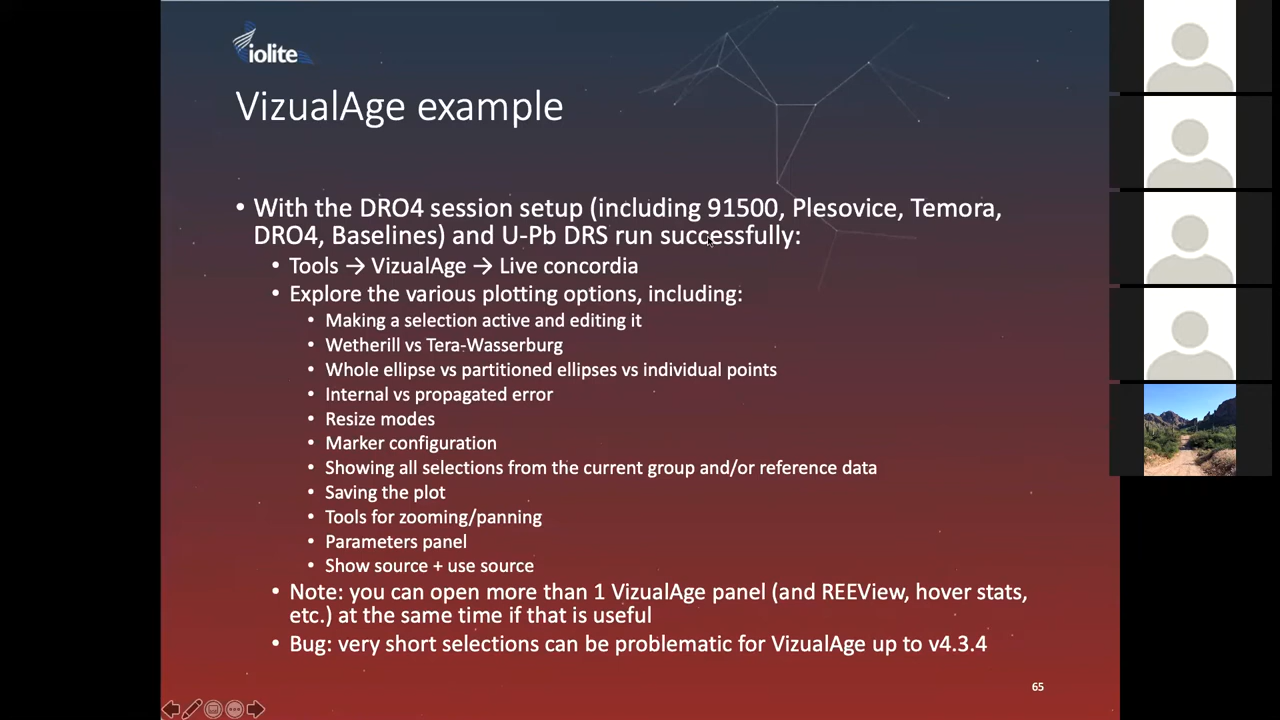 iolite
VizualAge example
• With the DRO4 session setup (including 91500, Plesovice, Temora,
DRO4, Baselines) and U-Pb DRS run successfully:
• Tools → VizualAge → Live concordia
• Explore the various plotting options, including:
• Making a selection active and editing it
• Wetherill vs Tera-Wasserburg
• Whole ellipse vs partitioned ellipses vs individual points
• Internal vs propagated error
• Resize modes
• Marker configuration
• Showing all selections from the current group and/or reference data
• Saving the plot
• Tools for zooming/panning
• Parameters panel
• Show source + use source
• Note: you can open more than 1 VizualAge panel (and REEView, hover stats,
etc.) at the same time if that is useful
• Bug: very short selections can be problematic for VizualAge up to v4.3.4
65